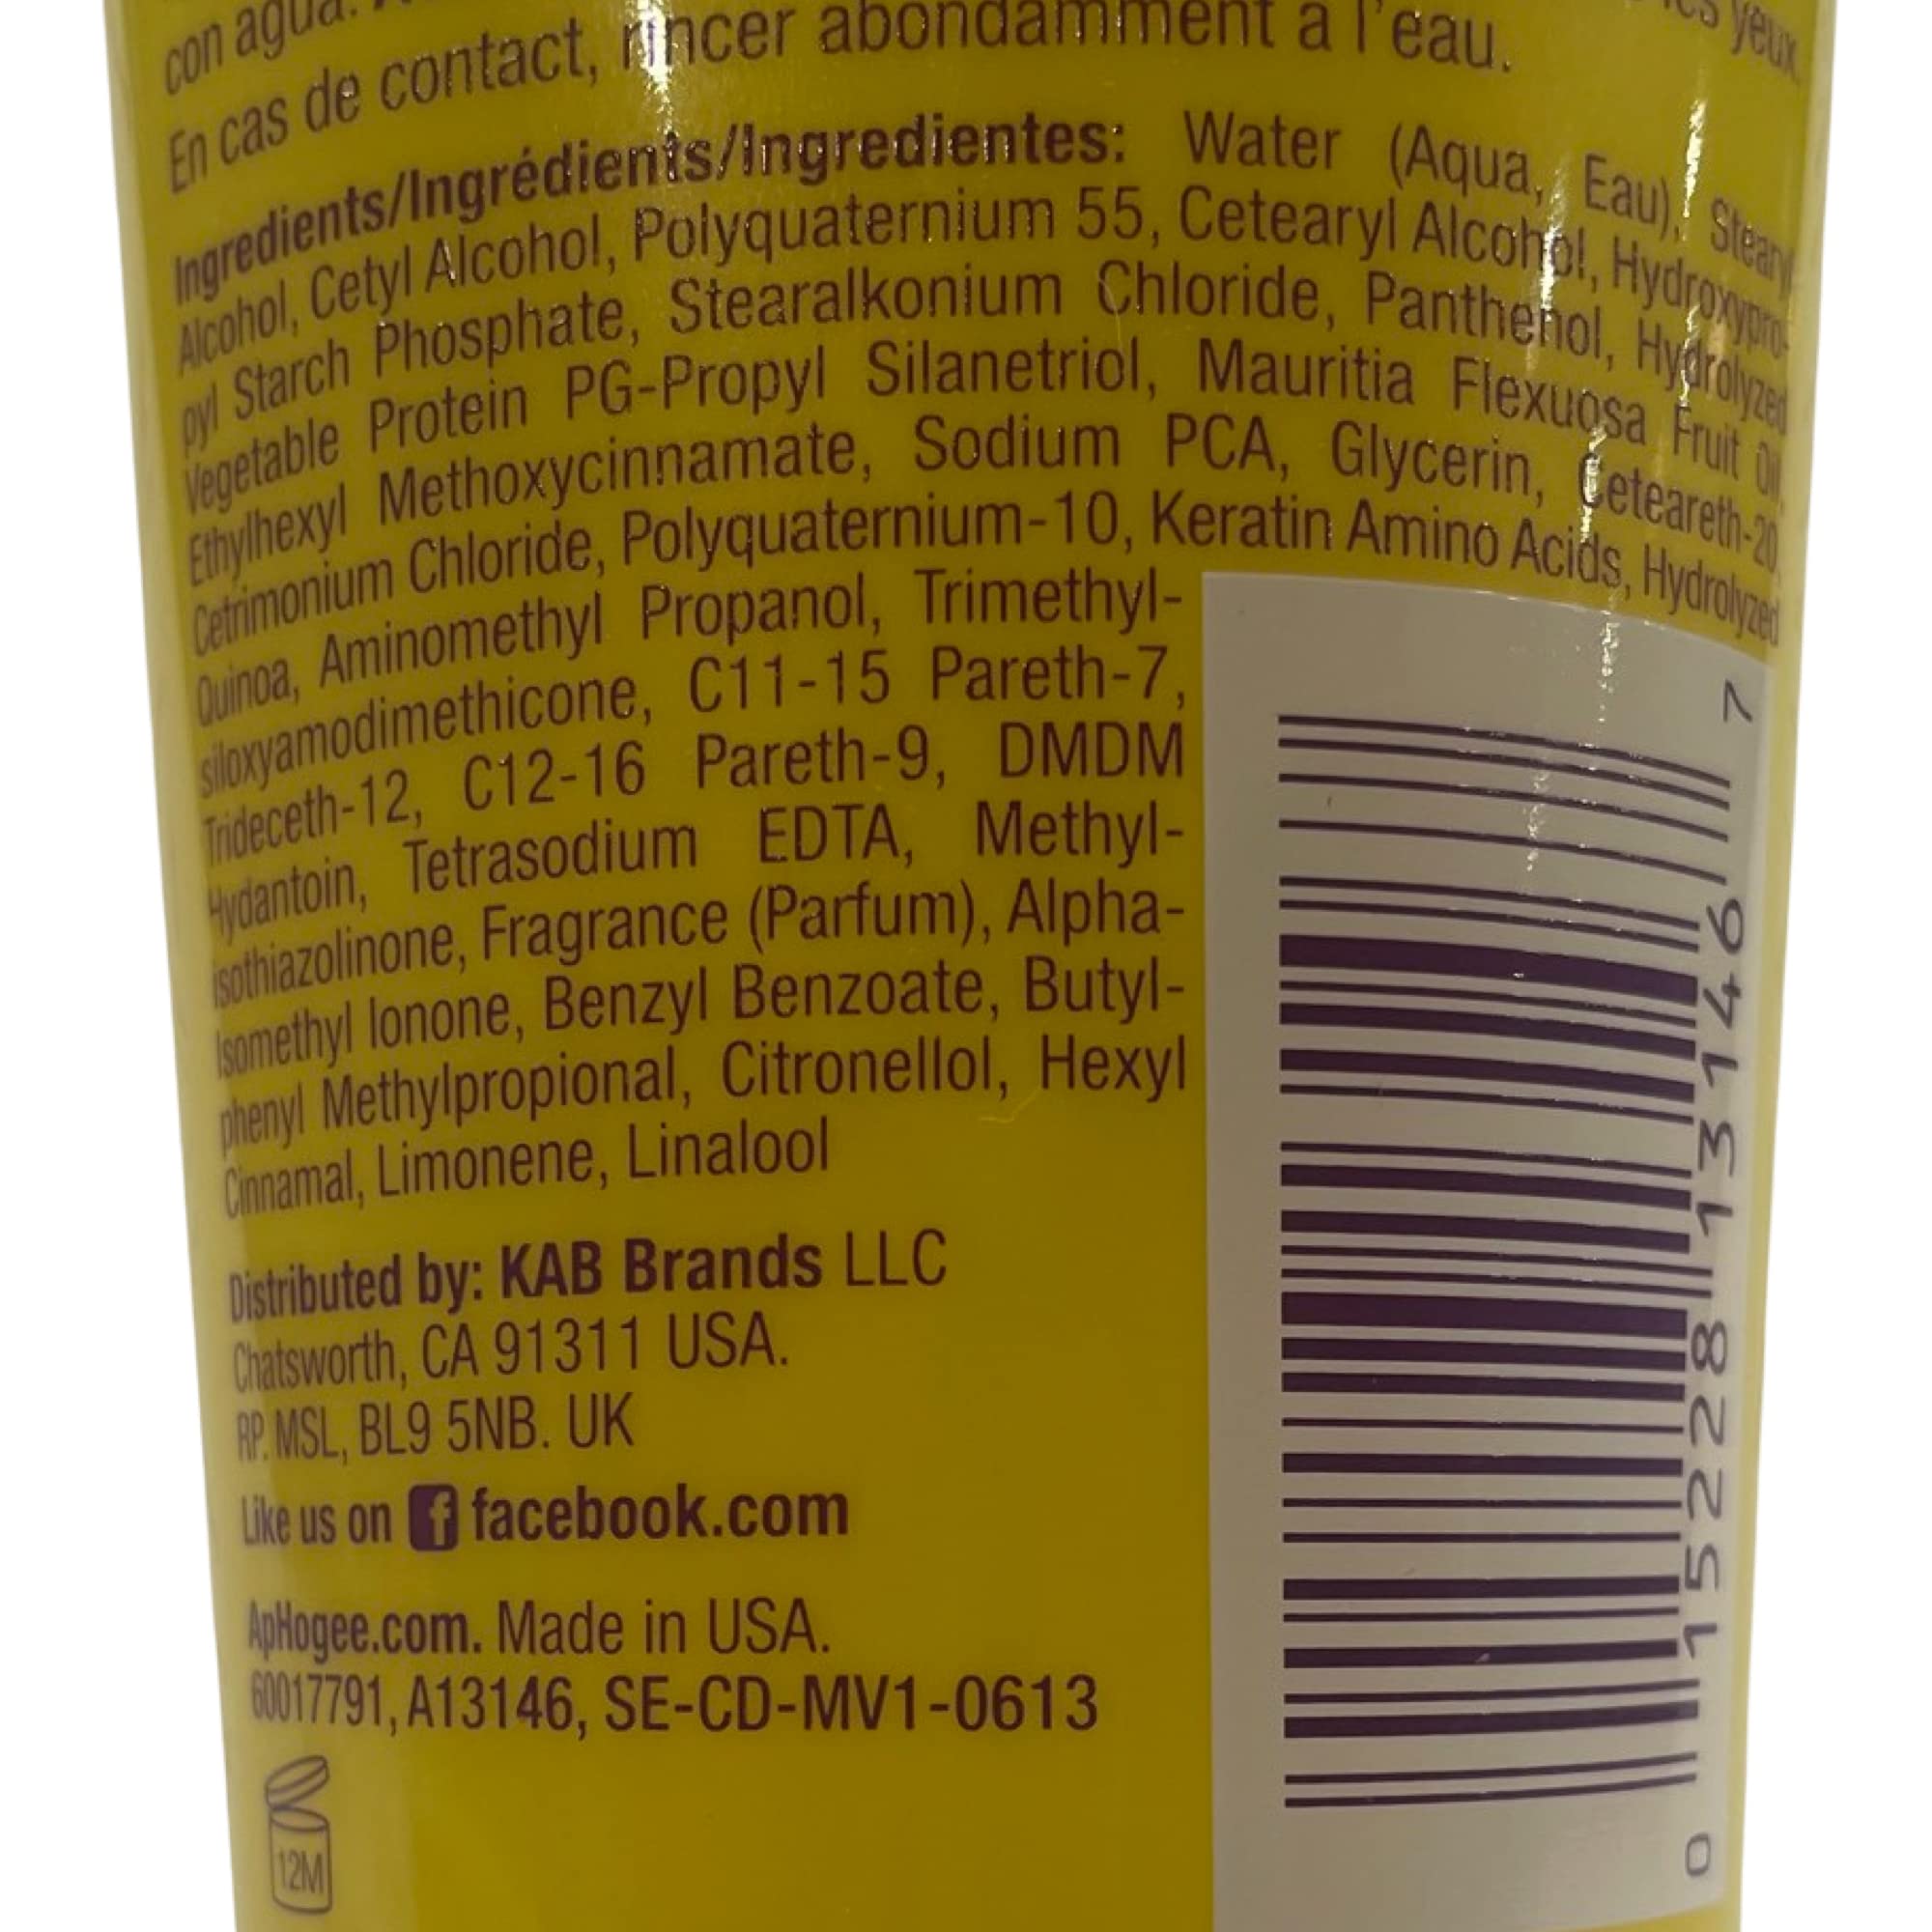 con agua.
les yeux.
En cas de contact, rincer abondamment à l'eau.
Ingredients/Ingrédients/Ingredientes: Water (Aqua, Eau), Stearyl
Alcohol, Cetyl Alcohol, Polyquaternium 55, Cetearyl Alcohol, Hydroxypro-
pyl Starch Phosphate, Stearalkonium Chloride, Panthenol, Hydrolyzed
Vegetable Protein PG-Propyl Silanetriol, Mauritia Flexuosa Fruit Oil,
Ethylhexyl Methoxycinnamate, Sodium PCA, Glycerin, Ceteareth-20,
Cetrimonium Chloride, Polyquaternium-10, Keratin Amino Acids, Hydrolyzed
Quinoa, Aminomethyl Propanol, Trimethyl-
siloxyamodimethicone, C11-15 Pareth-7,
Trideceth-12, C12-16 Pareth-9, DMDM
Hydantoin, Tetrasodium EDTA, Methyl-
isothiazolinone, Fragrance (Parfum), Alpha-
Isomethyl Ionone, Benzyl Benzoate, Butyl-
phenyl Methylpropional, Citronellol, Hexyl
Cinnamal, Limonene, Linalool
Distributed by: KAB Brands LLC
Chatsworth, CA 91311 USA.
RP. MSL, BL9 5NB. UK
Like us on f facebook.com
ApHogee.com. Made in USA.
60017791, A13146, SE-CD-MV1-0613
12M
0 15228 13146 7